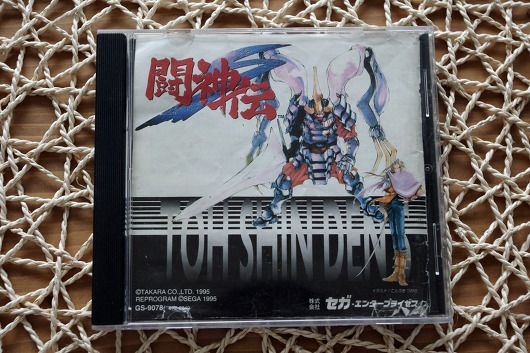 闘神伝
TOH SHIN DEN
©TAKARA CO.,LTD. 1995
REPROGRAM ©SEGA 1995
GS-9078
株式会社 セガ・エンタープライゼス